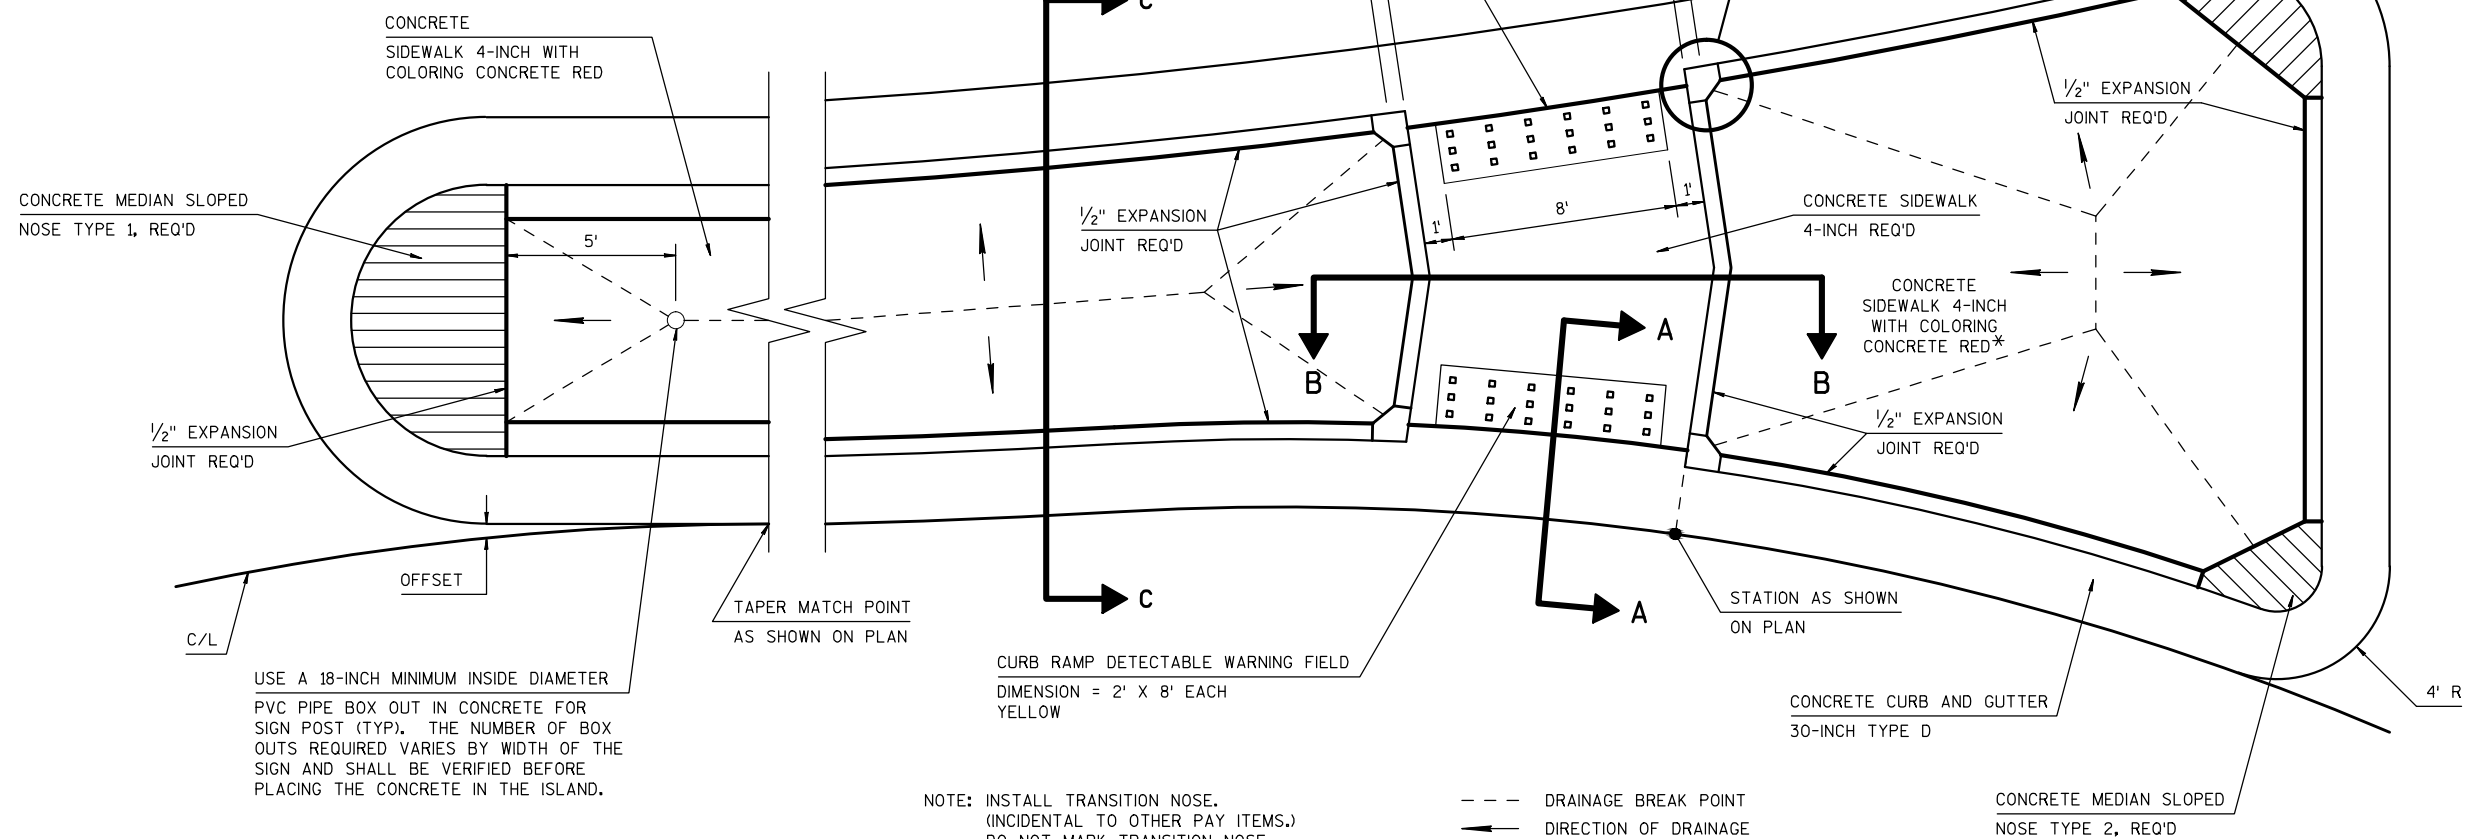 CONCRETE
SIDEWALK 4-INCH WITH
COLORING CONCRETE RED
C
1/2" EXPANSION
JOINT REQ'D
CONCRETE MEDIAN SLOPED
NOSE TYPE 1, REQ'D
5'
1/2" EXPANSION
JOINT REQ'D
1'
8'
1'
CONCRETE SIDEWALK
4-INCH REQ'D
CONCRETE
SIDEWALK 4-INCH
WITH COLORING
CONCRETE RED*
B
A
B
1/2" EXPANSION
JOINT REQ'D
1/2" EXPANSION
JOINT REQ'D
OFFSET
C/L
TAPER MATCH POINT
AS SHOWN ON PLAN
C
A
STATION AS SHOWN
ON PLAN
CURB RAMP DETECTABLE WARNING FIELD
DIMENSION = 2' X 8' EACH
YELLOW
USE A 18-INCH MINIMUM INSIDE DIAMETER
PVC PIPE BOX OUT IN CONCRETE FOR
SIGN POST (TYP). THE NUMBER OF BOX
OUTS REQUIRED VARIES BY WIDTH OF THE
SIGN AND SHALL BE VERIFIED BEFORE
PLACING THE CONCRETE IN THE ISLAND.
CONCRETE CURB AND GUTTER
30-INCH TYPE D
4' R
NOTE: INSTALL TRANSITION NOSE.
(INCIDENTAL TO OTHER PAY ITEMS.)
DO NOT MARK TRANSITION NOSE
DRAINAGE BREAK POINT
DIRECTION OF DRAINAGE
CONCRETE MEDIAN SLOPED
NOSE TYPE 2, REQ'D